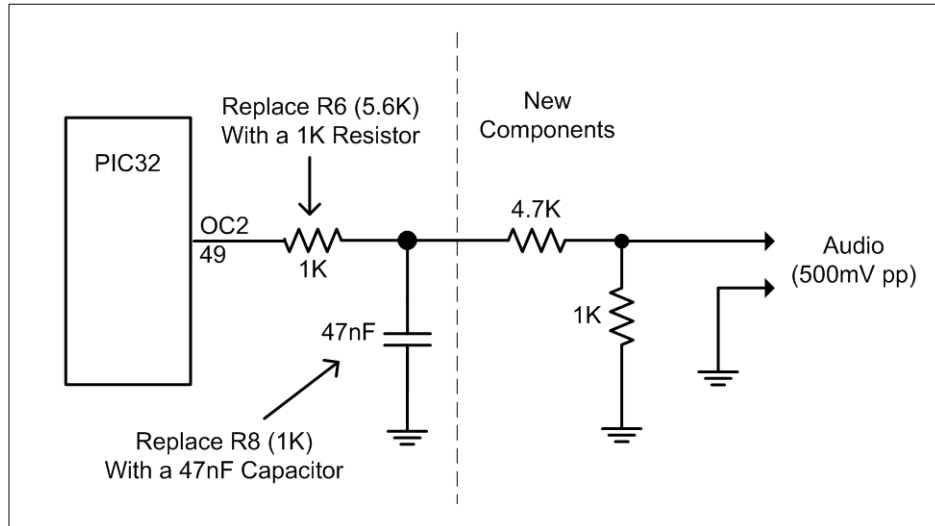 Replace R6 (5.6K)
With a 1K Resistor
New
Components
PIC32
OC2
49
1K
4.7K
Audio
(500mV pp)
1K
47nF
Replace R8 (1K)
With a 47nF Capacitor